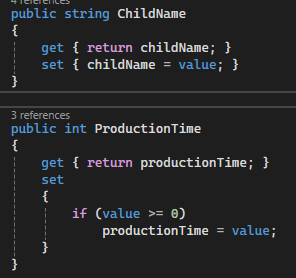 4 references
public string ChildName
{
get { return childName; }
set { childName = value; }
}
3 references
public int ProductionTime
{
get { return productionTime; }
set
{
if (value >= 0)
productionTime = value;
}
}